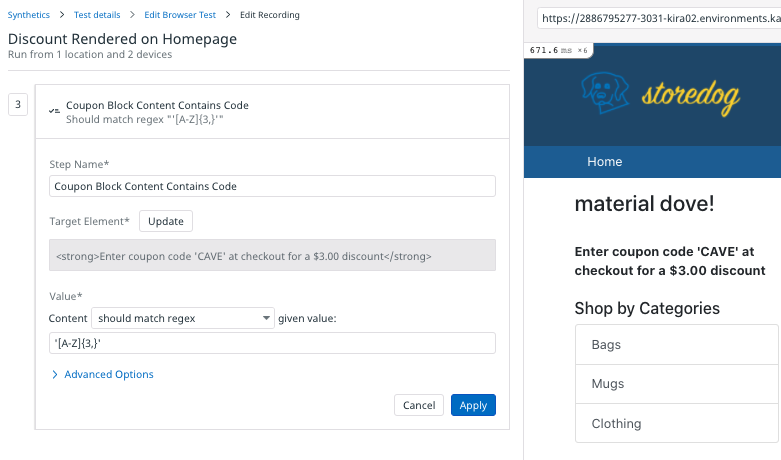 Synthetics > Test details > Edit Browser Test > Edit Recording
Discount Rendered on Homepage
Run from 1 location and 2 devices
3
Coupon Block Content Contains Code
Should match regex "'[A-Z]{3,}'"
Step Name*
Coupon Block Content Contains Code
Target Element* Update
<strong>Enter coupon code 'CAVE' at checkout for a $3.00 discount</strong>
Value*
Content should match regex given value:
'[A-Z]{3,}'
> Advanced Options
Cancel Apply
https://2886795277-3031-kira02.environments.ka
671.6 ms ×6
storedog
Home
material dove!
Enter coupon code 'CAVE' at
checkout for a $3.00 discount
Shop by Categories
Bags
Mugs
Clothing